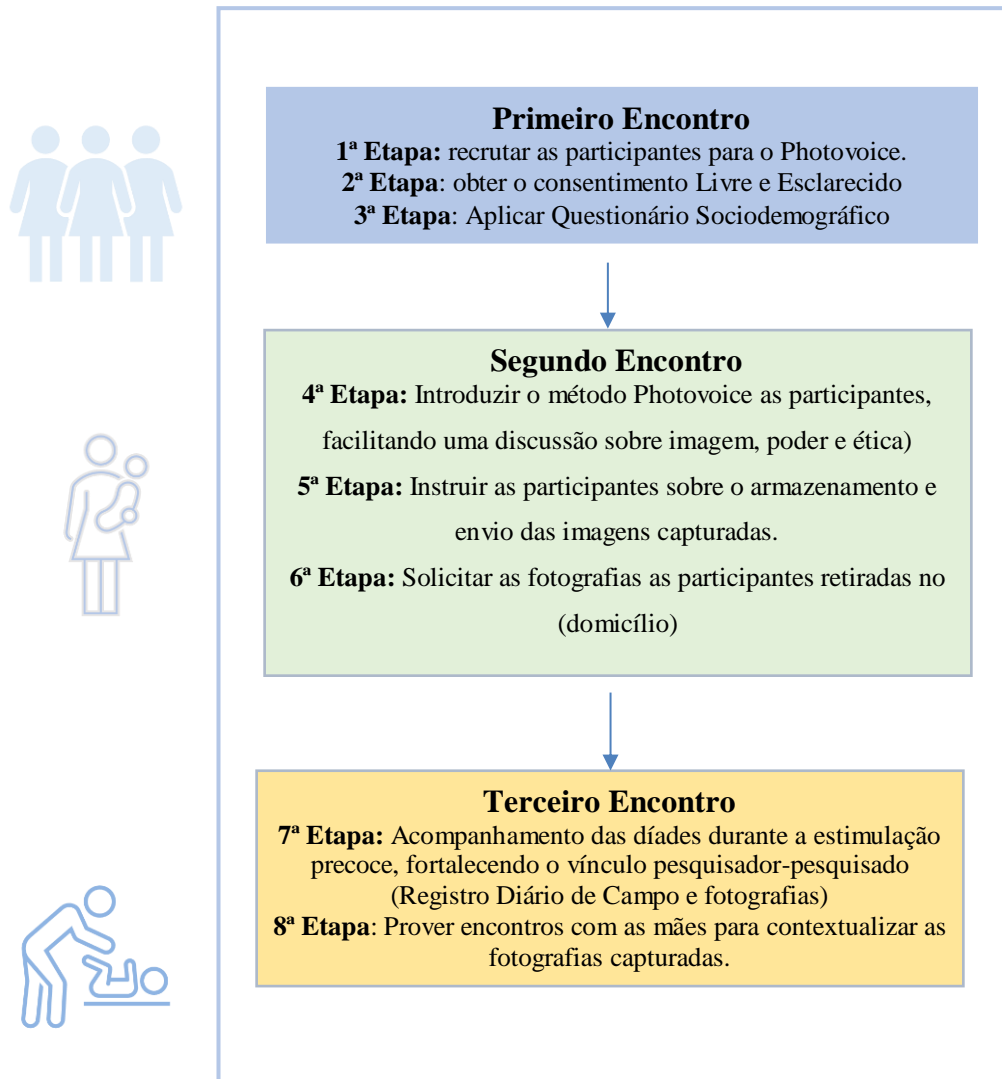 Primeiro Encontro
1ª Etapa: recrutar as participantes para o Photovoice.
2ª Etapa: obter o consentimento Livre e Esclarecido
3ª Etapa: Aplicar Questionário Sociodemográfico
Segundo Encontro
4ª Etapa: Introduzir o método Photovoice as participantes,
facilitando uma discussão sobre imagem, poder e ética)
5ª Etapa: Instruir as participantes sobre o armazenamento e
envio das imagens capturadas.
6ª Etapa: Solicitar as fotografias as participantes retiradas no
(domicílio)
Terceiro Encontro
7ª Etapa: Acompanhamento das díades durante a estimulação
precoce, fortalecendo o vínculo pesquisador-pesquisado
(Registro Diário de Campo e fotografias)
8ª Etapa: Prover encontros com as mães para contextualizar as
fotografias capturadas.